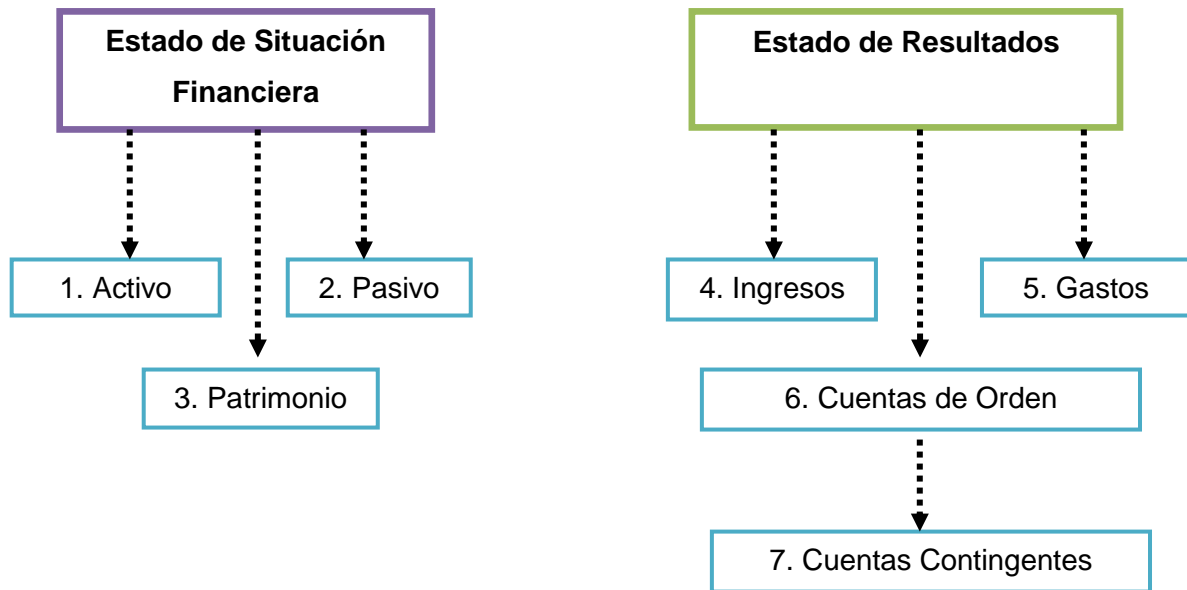 Estado de Situación
Financiera
Estado de Resultados
1. Activo
2. Pasivo
3. Patrimonio
4. Ingresos
5. Gastos
6. Cuentas de Orden
7. Cuentas Contingentes